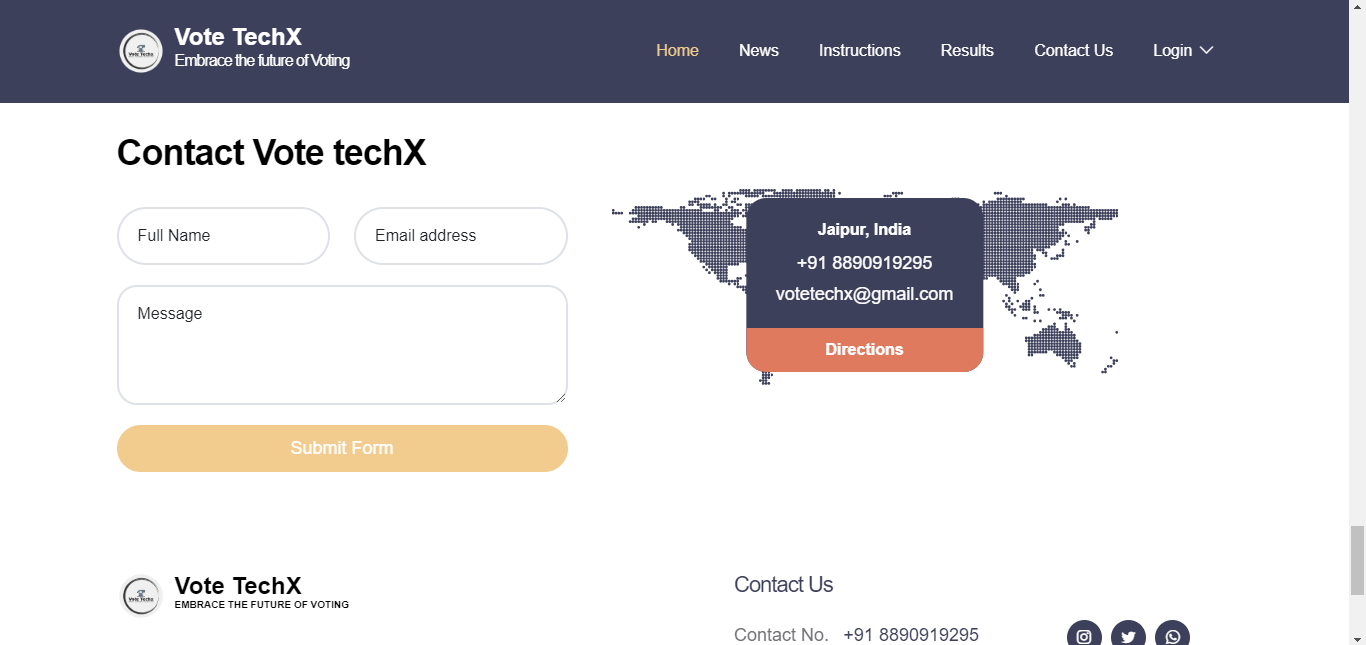 Vote TechX
Embrace the future of Voting
Home News Instructions Results Contact Us Login
Contact Vote techX
Full Name Email address
Message
Submit Form
Jaipur, India
+91 8890919295
votetechx@gmail.com
Directions
Vote TechX
EMBRACE THE FUTURE OF VOTING
Contact Us
Contact No. +91 8890919295